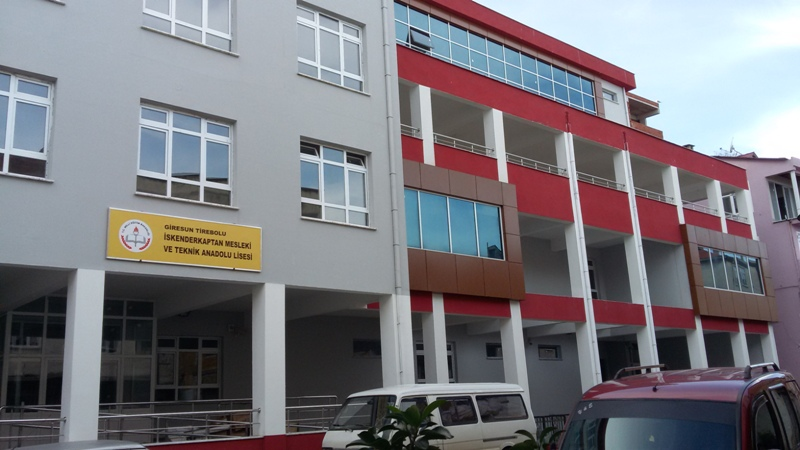 GİRESUN TİREBOLU
İSKENDERKAPTAN MESLEKİ
VE TEKNİK ANADOLU LİSESİ